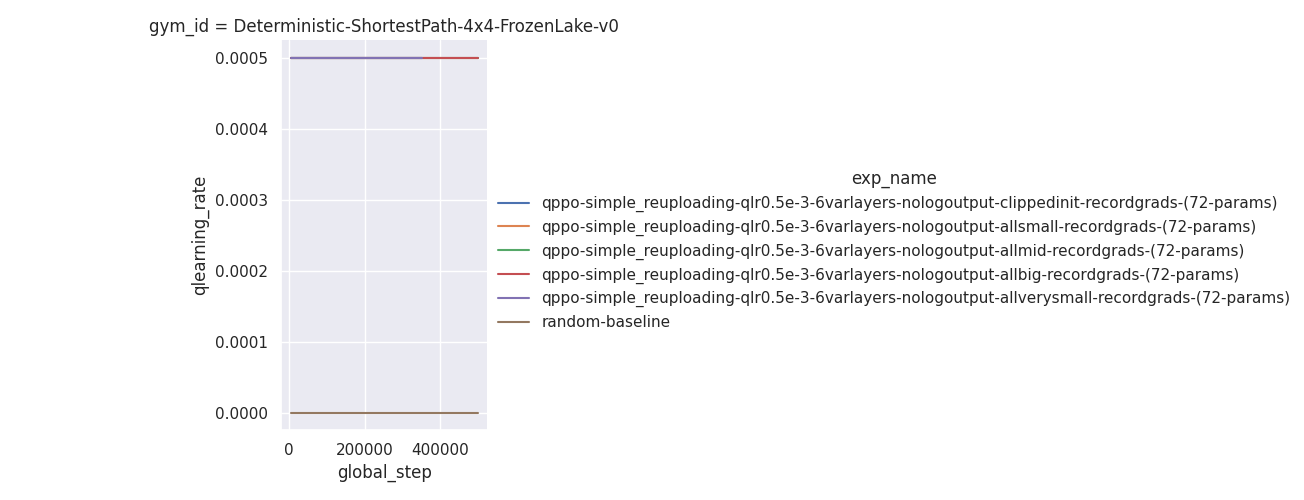 gym_id = Deterministic-ShortestPath-4x4-FrozenLake-v0
qlearning_rate
0.0005
0.0004
0.0003
0.0002
0.0001
0.0000
0
200000
400000
global_step
exp_name
qppo-simple_reuploading-qlr0.5e-3-6varlayers-nologoutput-clippedinit-recordgrads-(72-params)
qppo-simple_reuploading-qlr0.5e-3-6varlayers-nologoutput-allsmall-recordgrads-(72-params)
qppo-simple_reuploading-qlr0.5e-3-6varlayers-nologoutput-allmid-recordgrads-(72-params)
qppo-simple_reuploading-qlr0.5e-3-6varlayers-nologoutput-allbig-recordgrads-(72-params)
qppo-simple_reuploading-qlr0.5e-3-6varlayers-nologoutput-allverysmall-recordgrads-(72-params)
random-baseline